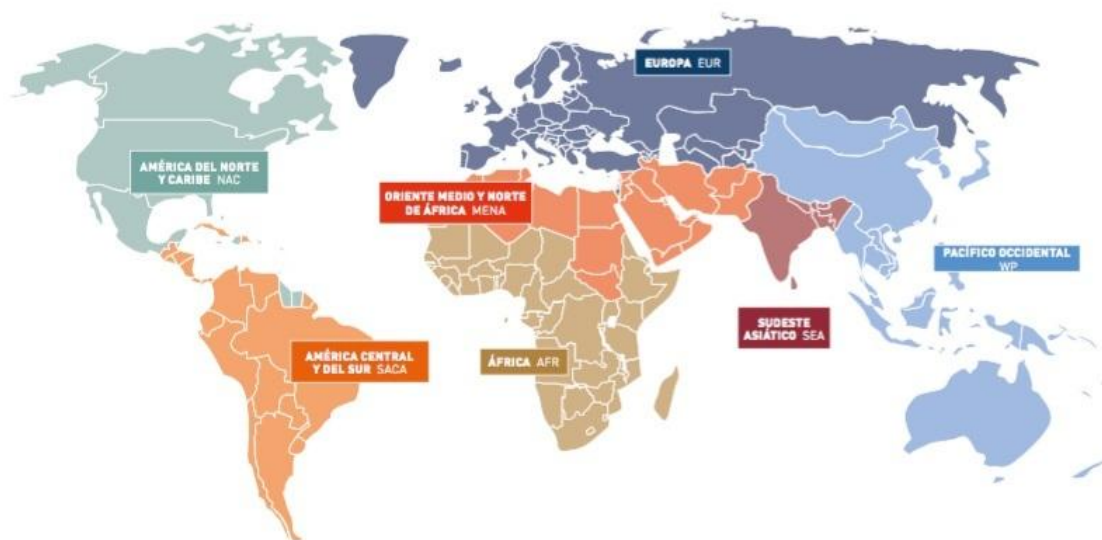 EUROPA EUR
AMÉRICA DEL NORTE
Y CARIBE NAC
ORIENTE MEDIO Y NORTE
DE ÁFRICA MENA
PACÍFICO OCCIDENTAL
WP
SUDESTE
ASIÁTICO SEA
AMÉRICA CENTRAL
Y DEL SUR SACA
ÁFRICA AFR